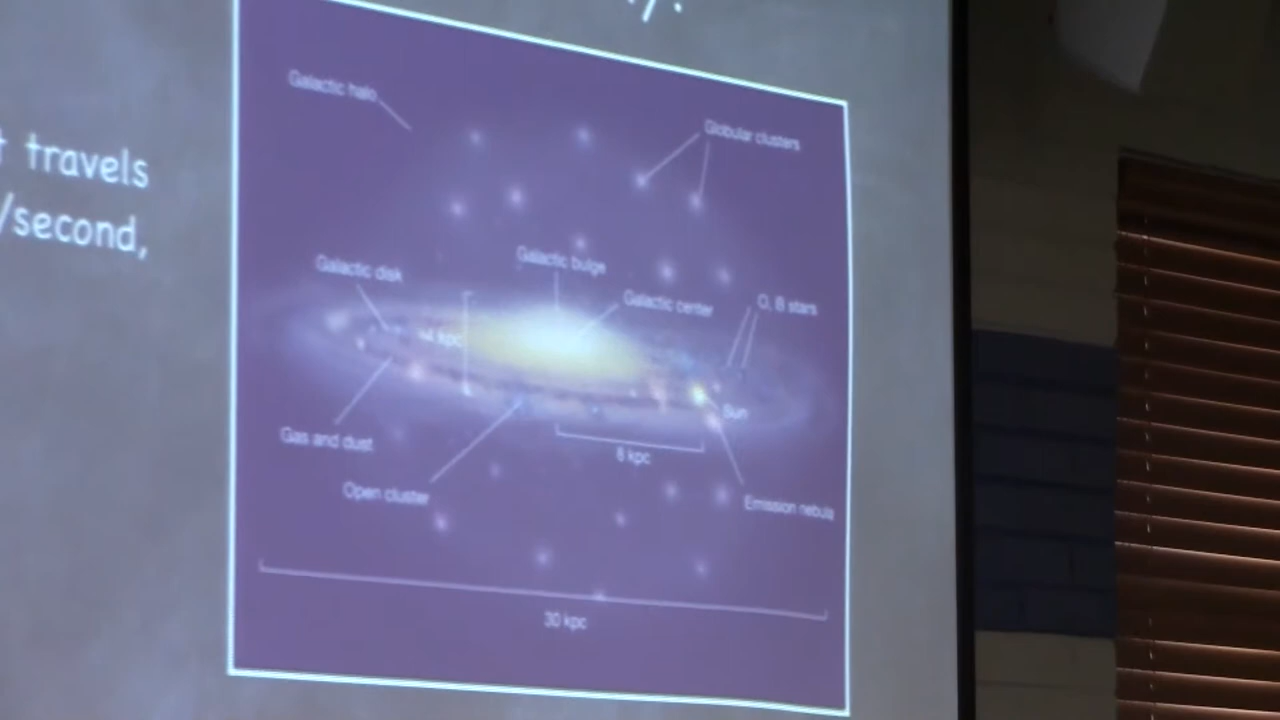 travels
/second,
Galactic halo
Globular clusters
Galactic bulge
Galactic disk
Galactic center
O, B stars
4 kpc
Sun
Gas and dust
8 kpc
Open cluster
Emission nebula
30 kpc